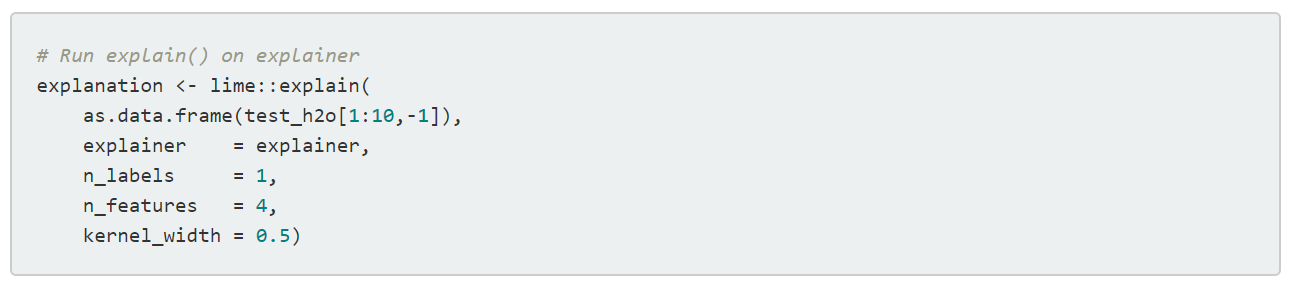 # Run explain() on explainer
explanation <- lime::explain(
    as.data.frame(test_h2o[1:10,-1]),
    explainer    = explainer,
    n_labels     = 1,
    n_features   = 4,
    kernel_width = 0.5)